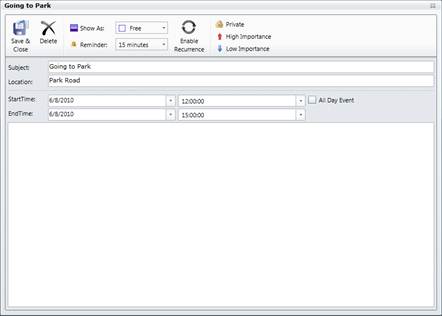 Going to Park
Save & Close
Delete
Show As: Free
Reminder: 15 minutes
Enable Recurrence
Private
High Importance
Low Importance
Subject: Going to Park
Location: Park Road
StartTime: 6/8/2010 12:00:00 All Day Event
EndTime: 6/8/2010 15:00:00